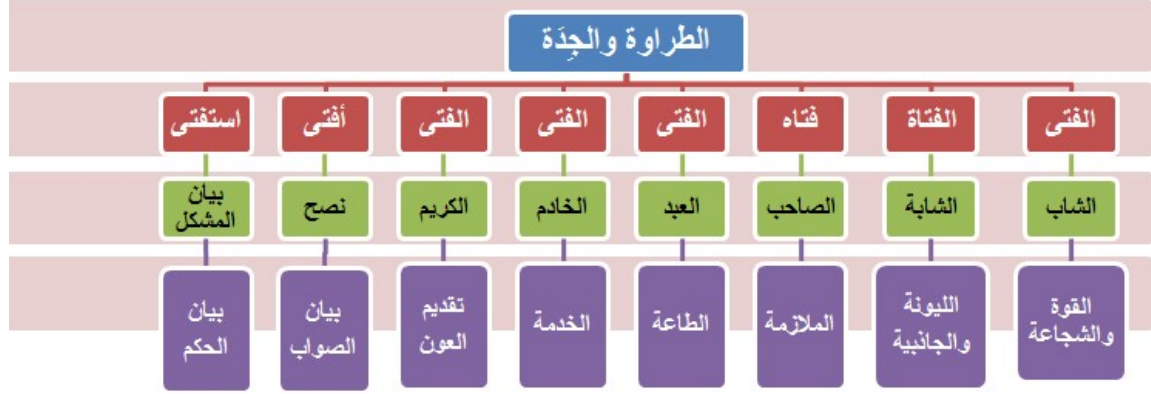 الطراوة والجِدَة
الفتى
الفتاة
فتاه
الفتى
الفتى
الفتى
أفتى
استفتى
الشاب
الشابة
الصاحب
العبد
الخادم
الكريم
نصح
بيان
المشكل
القوة
والشجاعة
الليونة
والجانبية
الملازمة
الطاعة
الخدمة
تقديم
العون
بيان
الصواب
بيان
الحكم